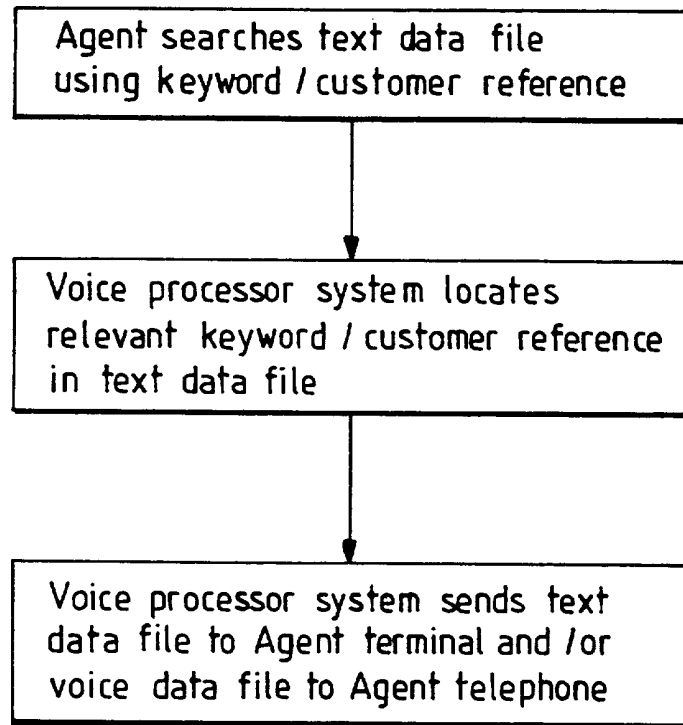 Agent searches text data file
using keyword / customer reference
Voice processor system locates
relevant keyword / customer reference
in text data file
Voice processor system sends text
data file to Agent terminal and /or
voice data file to Agent telephone